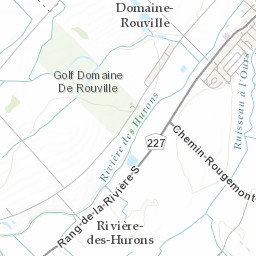 Domaine-
Rouville
Golf Domaine
De Rouville
Rivière des Hurons
Ruisseau à l'Ours
227
Chemin-Rougemont
Rang-de-la-Rivière-S
Rivière-
des-Hurons